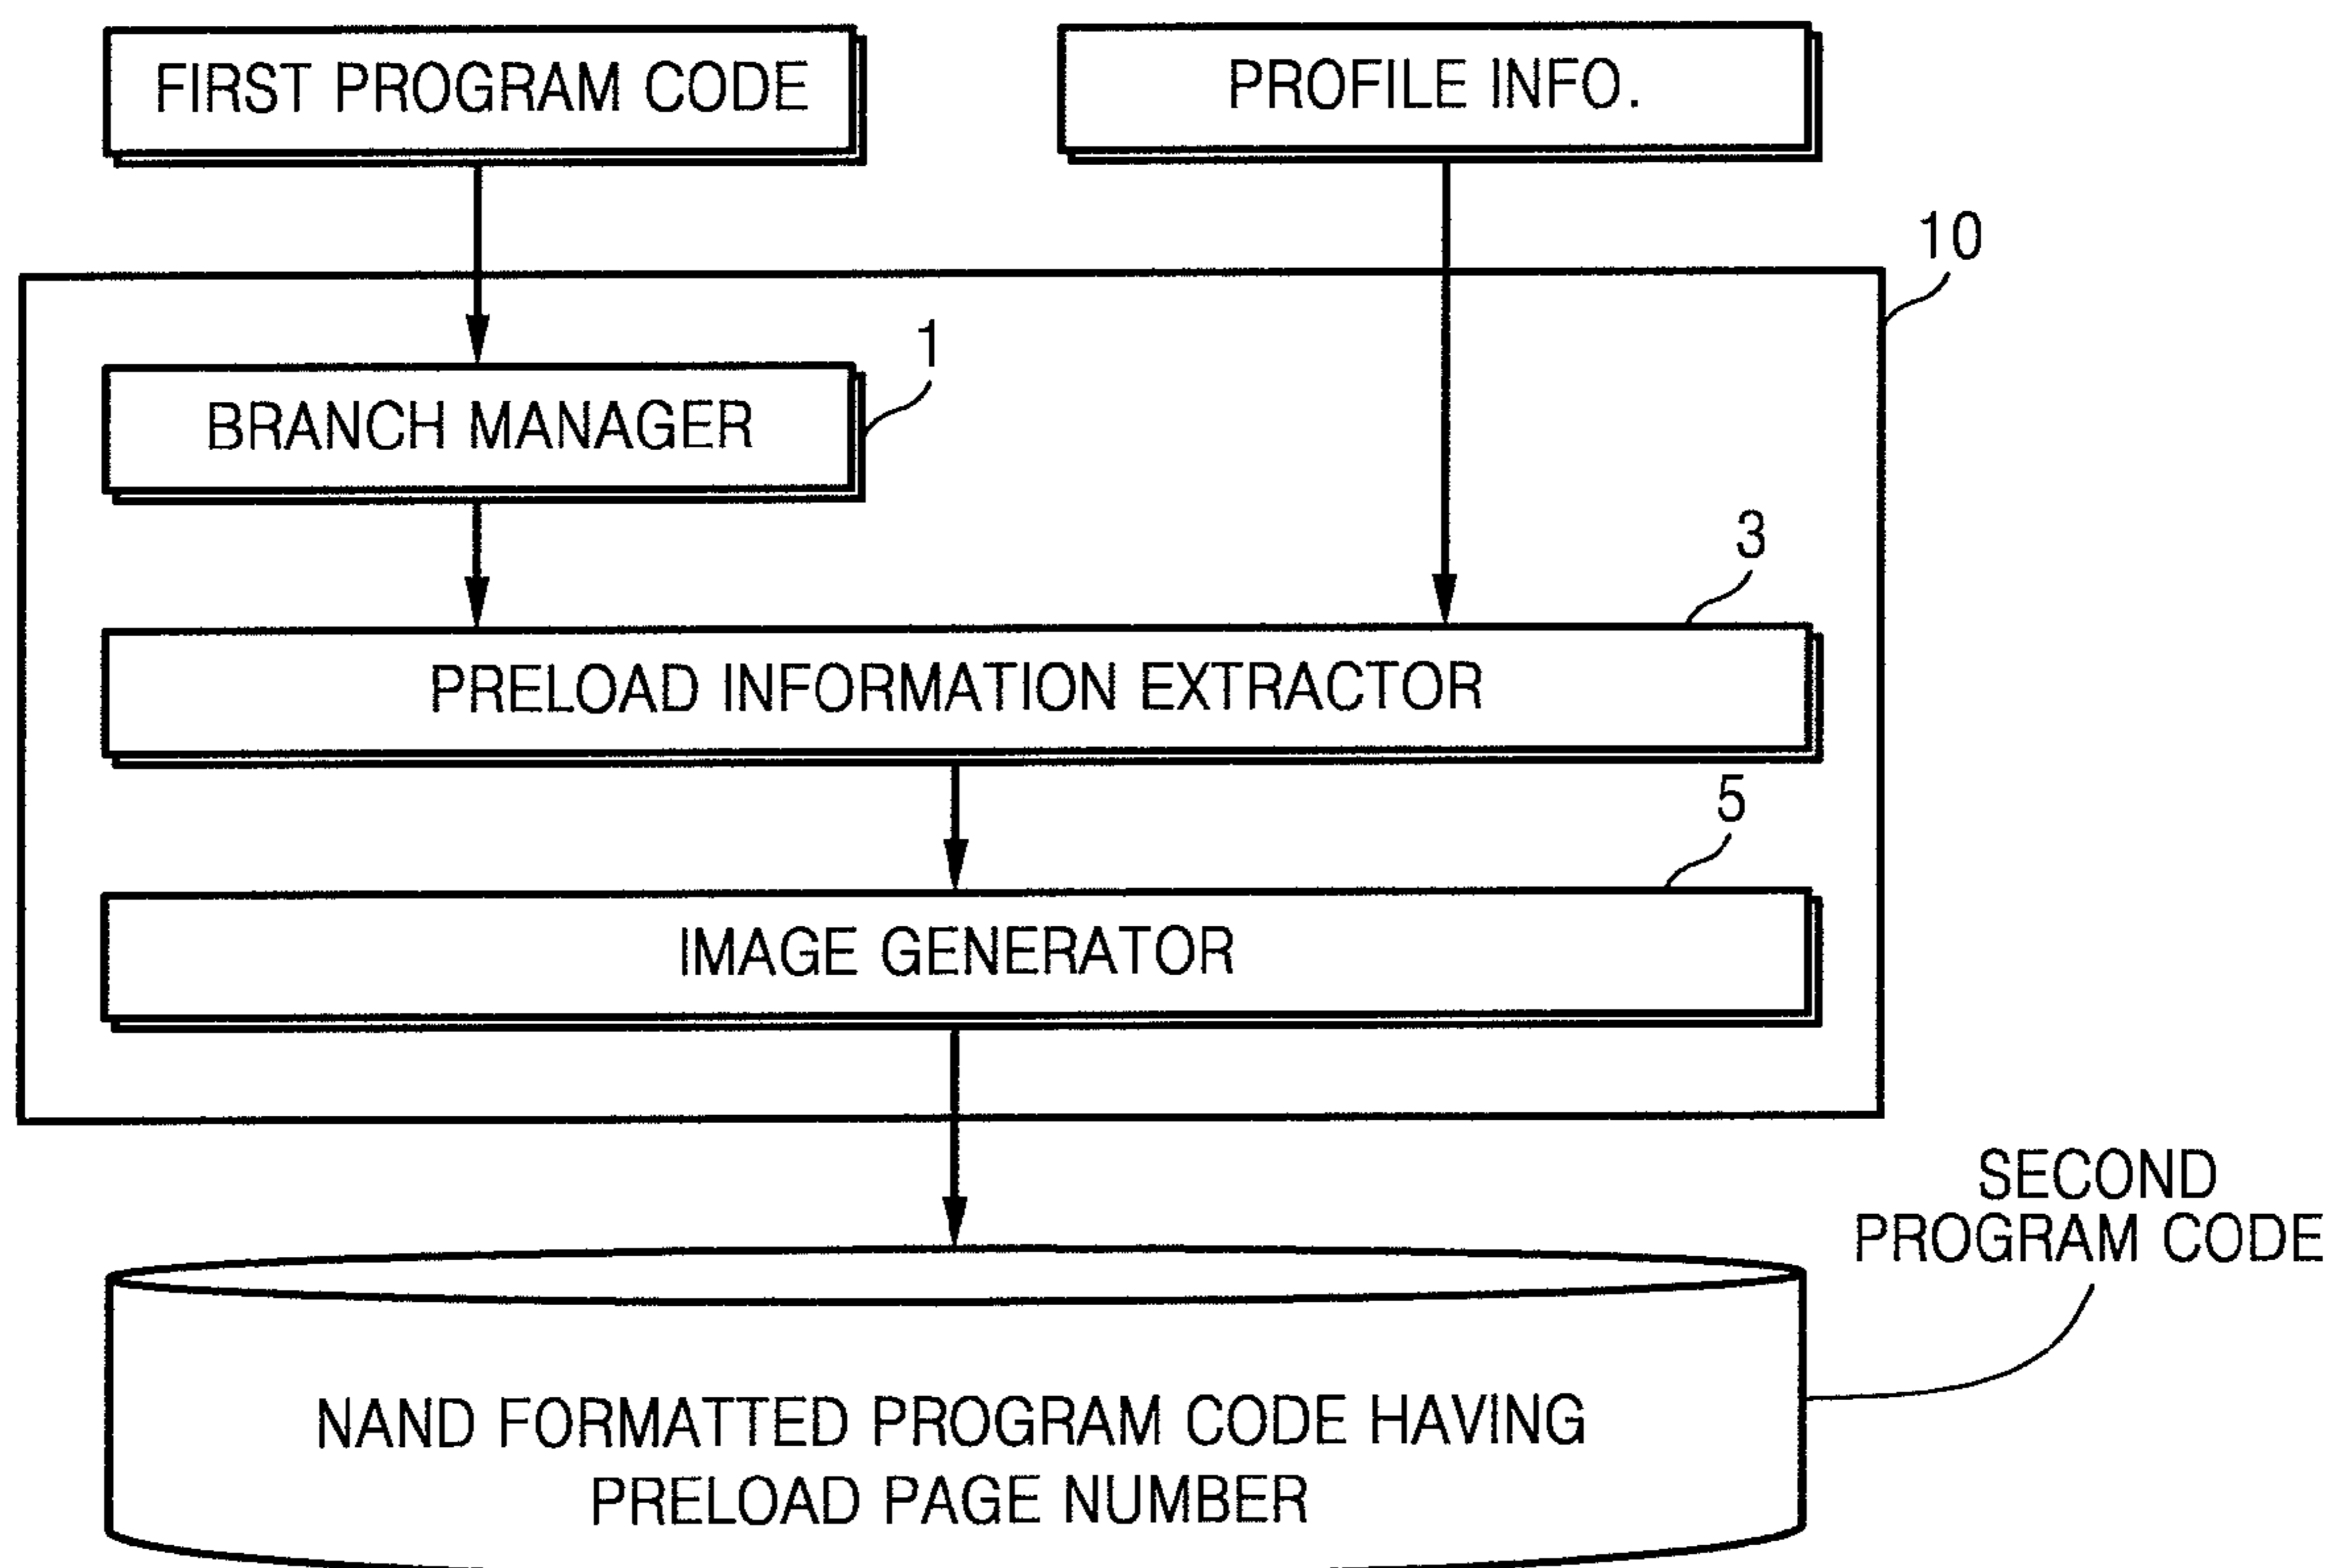 FIRST PROGRAM CODE
PROFILE INFO.
10
1
BRANCH MANAGER
3
PRELOAD INFORMATION EXTRACTOR
5
IMAGE GENERATOR
SECOND
PROGRAM CODE
NAND FORMATTED PROGRAM CODE HAVING
PRELOAD PAGE NUMBER